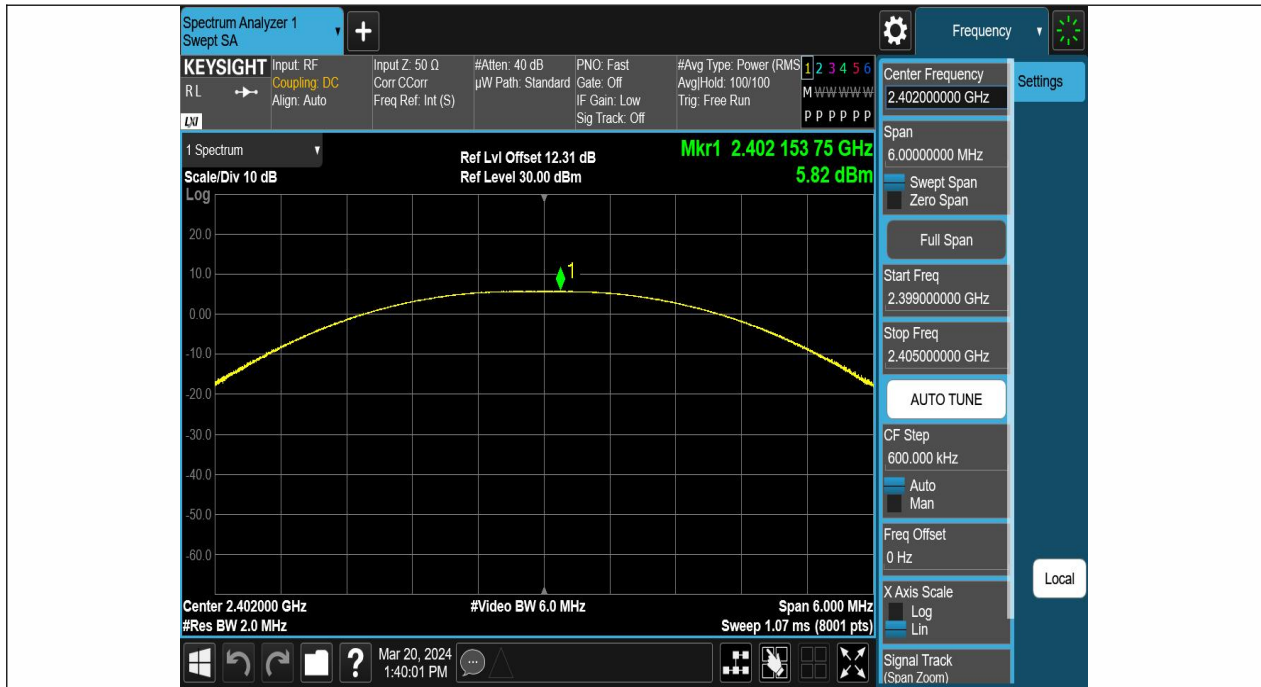 Spectrum Analyzer 1
Swept SA
+
Frequency
KEYSIGHT
RL
LXI
Input: RF
Coupling: DC
Align: Auto
Input Z: 50 Ω
Corr CCorr
Freq Ref: Int (S)
#Atten: 40 dB
µW Path: Standard
PNO: Fast
Gate: Off
IF Gain: Low
Sig Track: Off
#Avg Type: Power (RMS
Avg|Hold: 100/100
Trig: Free Run
1 2 3 4 5 6
M W W W W W
P P P P P P
1 Spectrum
Scale/Div 10 dB
Ref Lvl Offset 12.31 dB
Ref Level 30.00 dBm
Mkr1 2.402 153 75 GHz
5.82 dBm
Log
20.0
10.0
0.00
-10.0
-20.0
-30.0
-40.0
-50.0
-60.0
1
Center 2.402000 GHz
#Res BW 2.0 MHz
#Video BW 6.0 MHz
Span 6.000 MHz
Sweep 1.07 ms (8001 pts)
?
Mar 20, 2024
1:40:01 PM
Center Frequency
2.402000000 GHz
Span
6.00000000 MHz
Swept Span
Zero Span
Full Span
Start Freq
2.399000000 GHz
Stop Freq
2.405000000 GHz
AUTO TUNE
CF Step
600.000 kHz
Auto
Man
Freq Offset
0 Hz
X Axis Scale
Log
Lin
Signal Track
(Span Zoom)
Settings
Local